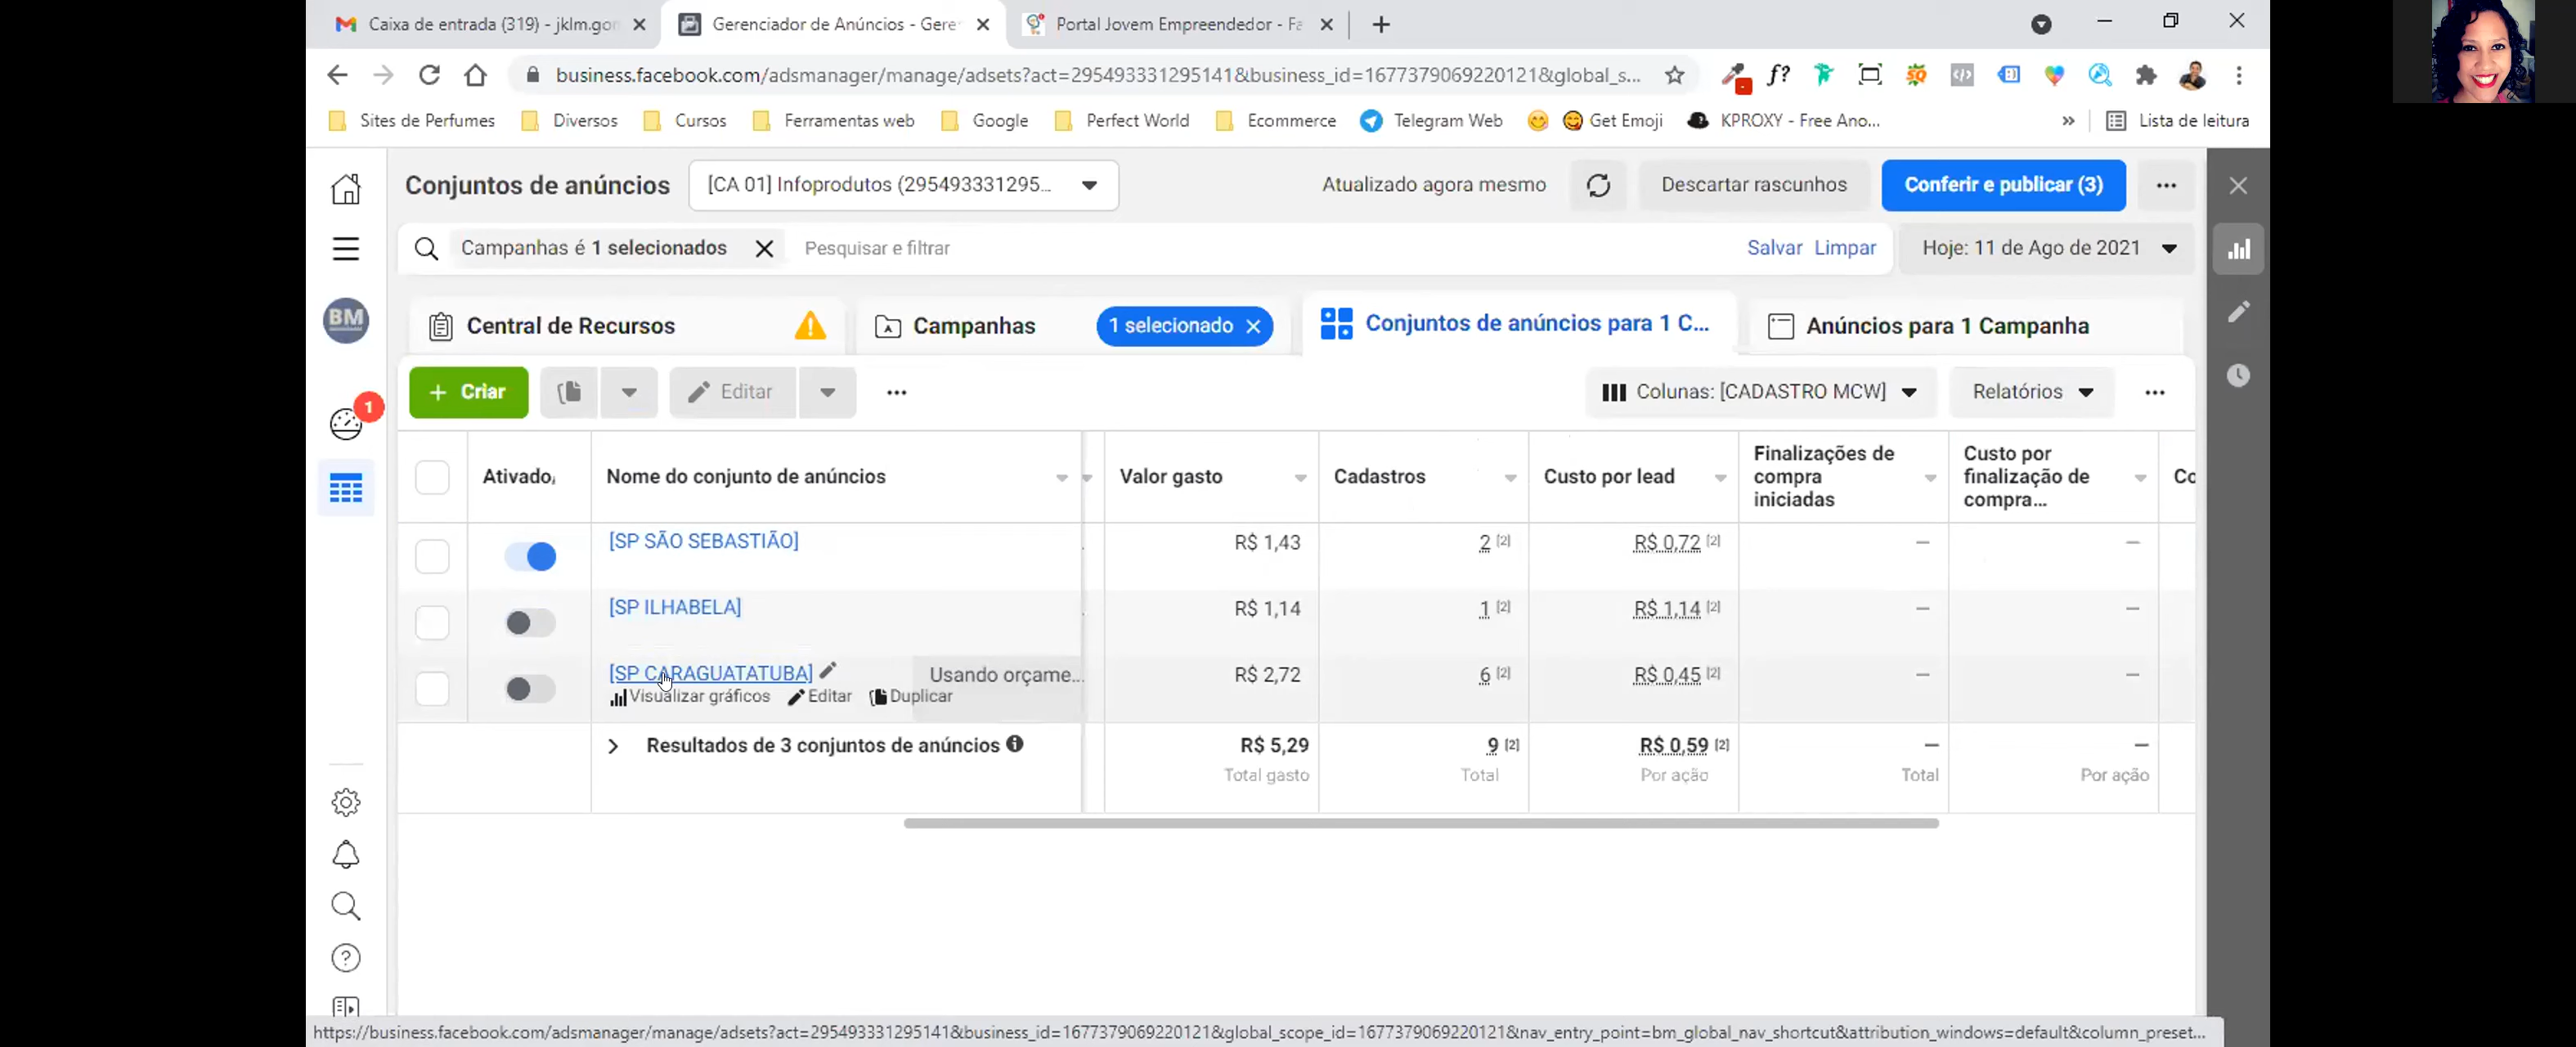 Caixa de entrada (319) - jklm.gon
Gerenciador de Anúncios - Gere
Portal Jovem Empreendedor - Fa
business.facebook.com/adsmanager/manage/adsets?act=295493331295141&business_id=1677379069220121&global_s...
Sites de Perfumes
Diversos
Cursos
Ferramentas web
Google
Perfect World
Ecommerce
Telegram Web
Get Emoji
KPROXY - Free Ano...
»
Lista de leitura
Conjuntos de anúncios
[CA 01] Infoprodutos (295493331295...
Atualizado agora mesmo
Descartar rascunhos
Conferir e publicar (3)
Campanhas é 1 selecionados
Pesquisar e filtrar
Salvar
Limpar
Hoje: 11 de Ago de 2021
BM
Central de Recursos
Campanhas
1 selecionado
Conjuntos de anúncios para 1 C...
Anúncios para 1 Campanha
1
+ Criar
Editar
Colunas: [CADASTRO MCW]
Relatórios
Ativado
Nome do conjunto de anúncios
Valor gasto
Cadastros
Custo por lead
Finalizações de compra iniciadas
Custo por finalização de compra...
Co
[SP SÃO SEBASTIÃO]
R$ 1,43
2 [2]
R$ 0,72 [2]
—
—
[SP ILHABELA]
R$ 1,14
1 [2]
R$ 1,14 [2]
—
—
[SP CARAGUATATUBA]
Usando orçame...
R$ 2,72
6 [2]
R$ 0,45 [2]
—
—
Visualizar gráficos
Editar
Duplicar
Resultados de 3 conjuntos de anúncios
R$ 5,29
9 [2]
R$ 0,59 [2]
—
—
Total gasto
Total
Por ação
Total
Por ação
https://business.facebook.com/adsmanager/manage/adsets?act=295493331295141&business_id=1677379069220121&global_scope_id=1677379069220121&nav_entry_point=bm_global_nav_shortcut&attribution_windows=default&column_preset...